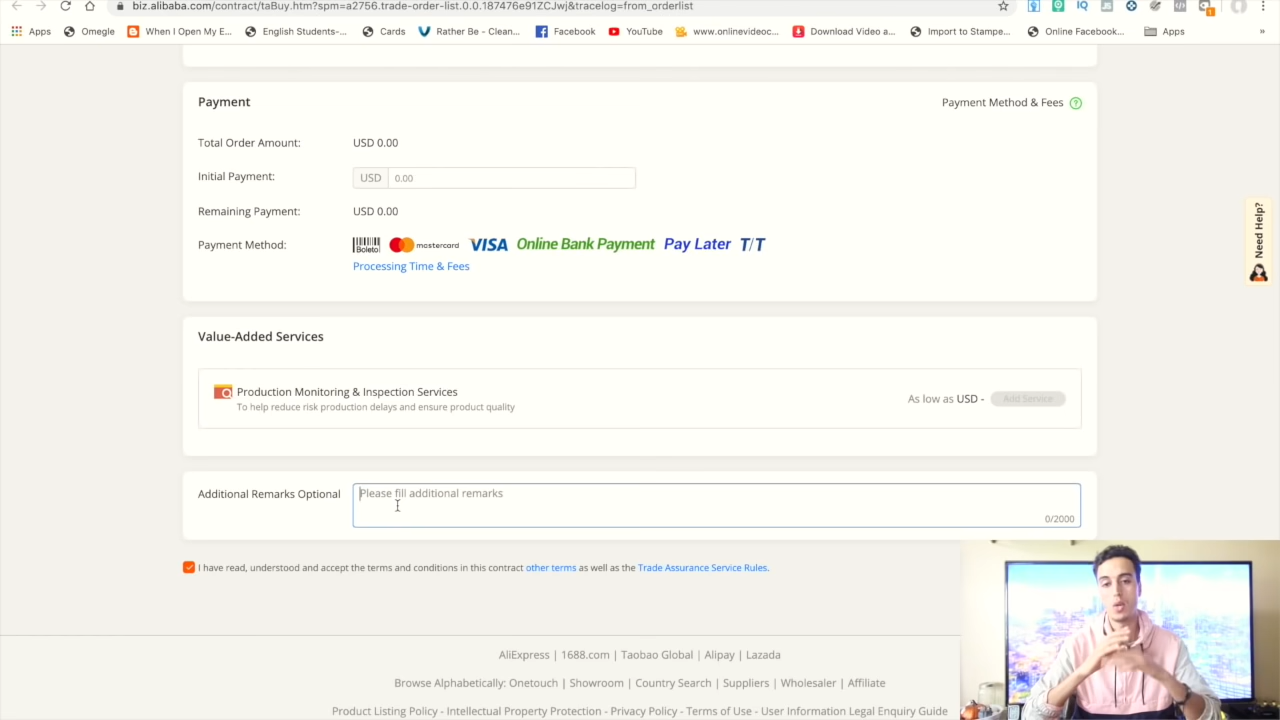 biz.alibaba.com/contract/taBuy.htm?spm=a2756.trade-order-list.0.0.187476e91ZCJwj&tracelog=from_orderlist
Apps Omegle When I Open My E... English Students-... Cards Rather Be - Clean... Facebook YouTube www.onlinevideoc... Download Video a... Import to Stampe... Online Facebook... Apps »
Payment Payment Method & Fees ?
Total Order Amount: USD 0.00
Initial Payment: USD 0.00
Remaining Payment: USD 0.00
Payment Method: Boleto mastercard VISA Online Bank Payment Pay Later T/T
Processing Time & Fees
Need Help?
Value-Added Services
Production Monitoring & Inspection Services
To help reduce risk production delays and ensure product quality
As low as USD - Add Service
Additional Remarks Optional Please fill additional remarks
0/2000
I have read, understood and accept the terms and conditions in this contract other terms as well as the Trade Assurance Service Rules.
AliExpress | 1688.com | Taobao Global | Alipay | Lazada
Browse Alphabetically: Onetouch | Showroom | Country Search | Suppliers | Wholesaler | Affiliate
Product Listing Policy - Intellectual Property Protection - Privacy Policy - Terms of Use - User Information Legal Enquiry Guide